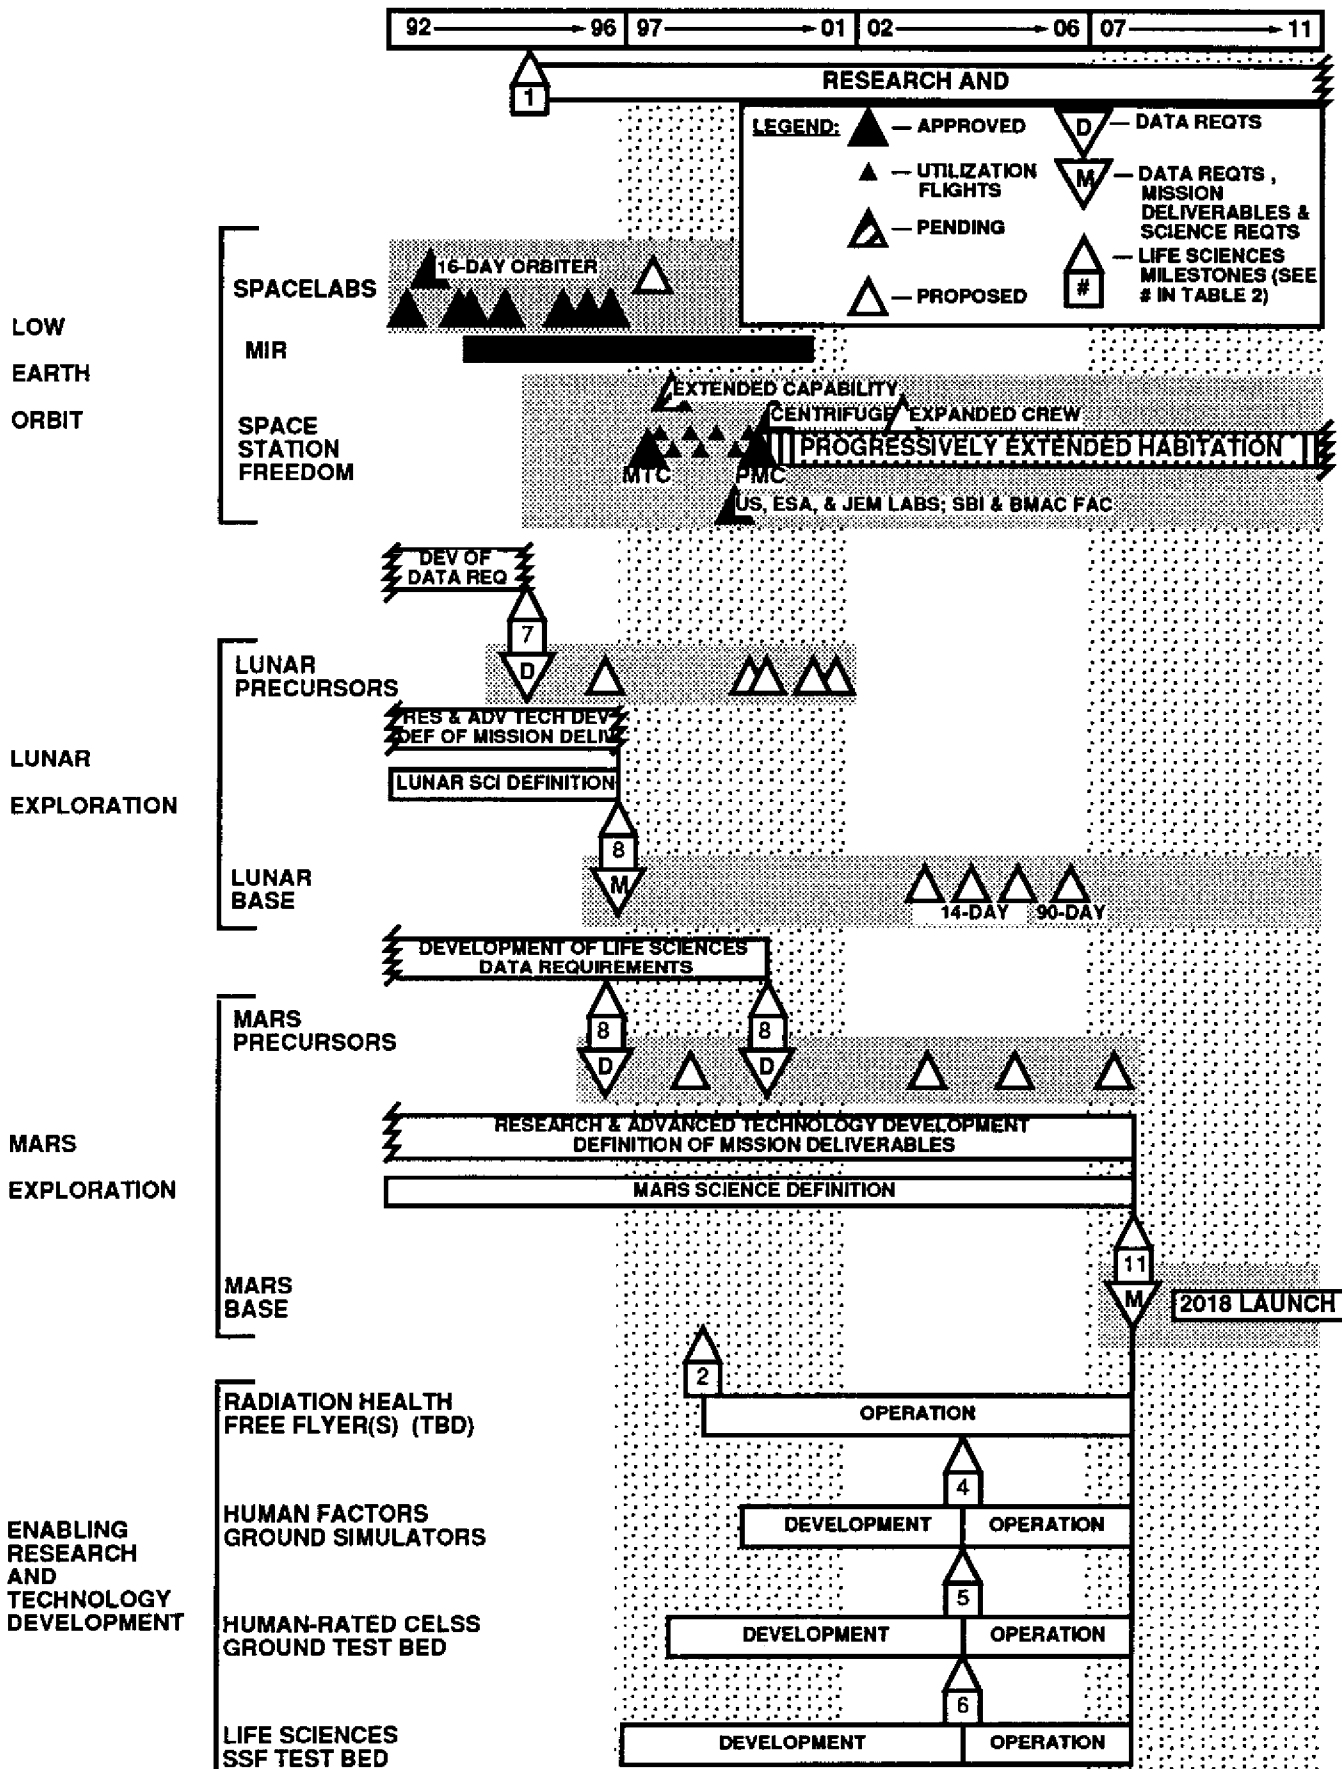 92 96 97 01 02 06 07 11
1
RESEARCH AND
LEGEND:
— APPROVED
— UTILIZATION
FLIGHTS
— PENDING
— PROPOSED
D — DATA REQTS
M — DATA REQTS ,
MISSION
DELIVERABLES &
SCIENCE REQTS
# — LIFE SCIENCES
MILESTONES (SEE
# IN TABLE 2)
LOW
EARTH
ORBIT
SPACELABS
16-DAY ORBITER
MIR
SPACE
STATION
FREEDOM
EXTENDED CAPABILITY
CENTRIFUGE
EXPANDED CREW
PROGRESSIVELY EXTENDED HABITATION
MTC
PMC
US, ESA, & JEM LABS; SBI & BMAC FAC
DEV OF
DATA REQ
7
D
LUNAR
EXPLORATION
LUNAR
PRECURSORS
RES & ADV TECH DEV
DEF OF MISSION DELIV
LUNAR SCI DEFINITION
8
M
LUNAR
BASE
14-DAY
90-DAY
DEVELOPMENT OF LIFE SCIENCES
DATA REQUIREMENTS
8
D
8
D
MARS
EXPLORATION
MARS
PRECURSORS
RESEARCH & ADVANCED TECHNOLOGY DEVELOPMENT
DEFINITION OF MISSION DELIVERABLES
MARS SCIENCE DEFINITION
11
M
MARS
BASE
2018 LAUNCH
ENABLING
RESEARCH
AND
TECHNOLOGY
DEVELOPMENT
2
RADIATION HEALTH
FREE FLYER(S) (TBD)
OPERATION
4
HUMAN FACTORS
GROUND SIMULATORS
DEVELOPMENT
OPERATION
5
HUMAN-RATED CELSS
GROUND TEST BED
DEVELOPMENT
OPERATION
6
LIFE SCIENCES
SSF TEST BED
DEVELOPMENT
OPERATION